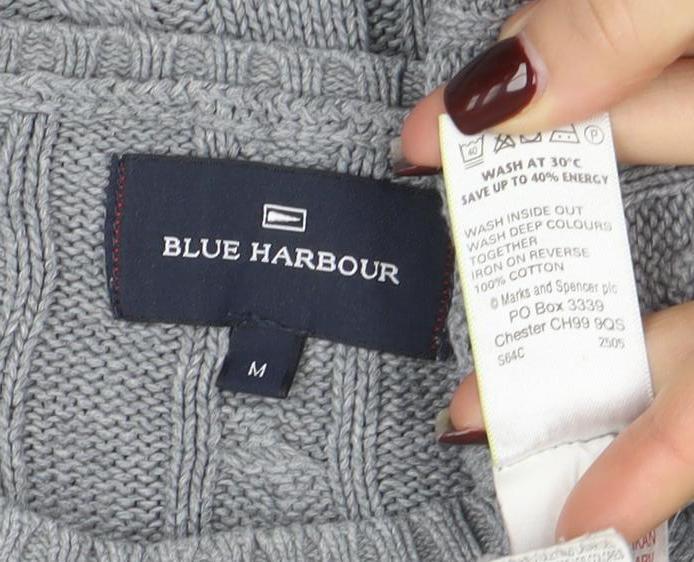 BLUE HARBOUR
M
40
P
WASH AT 30°C
SAVE UP TO 40% ENERGY
WASH INSIDE OUT
WASH DEEP COLOURS
TOGETHER
IRON ON REVERSE
100% COTTON
© Marks and Spencer plc
PO Box 3339
Chester CH99 9QS
S64C 2505